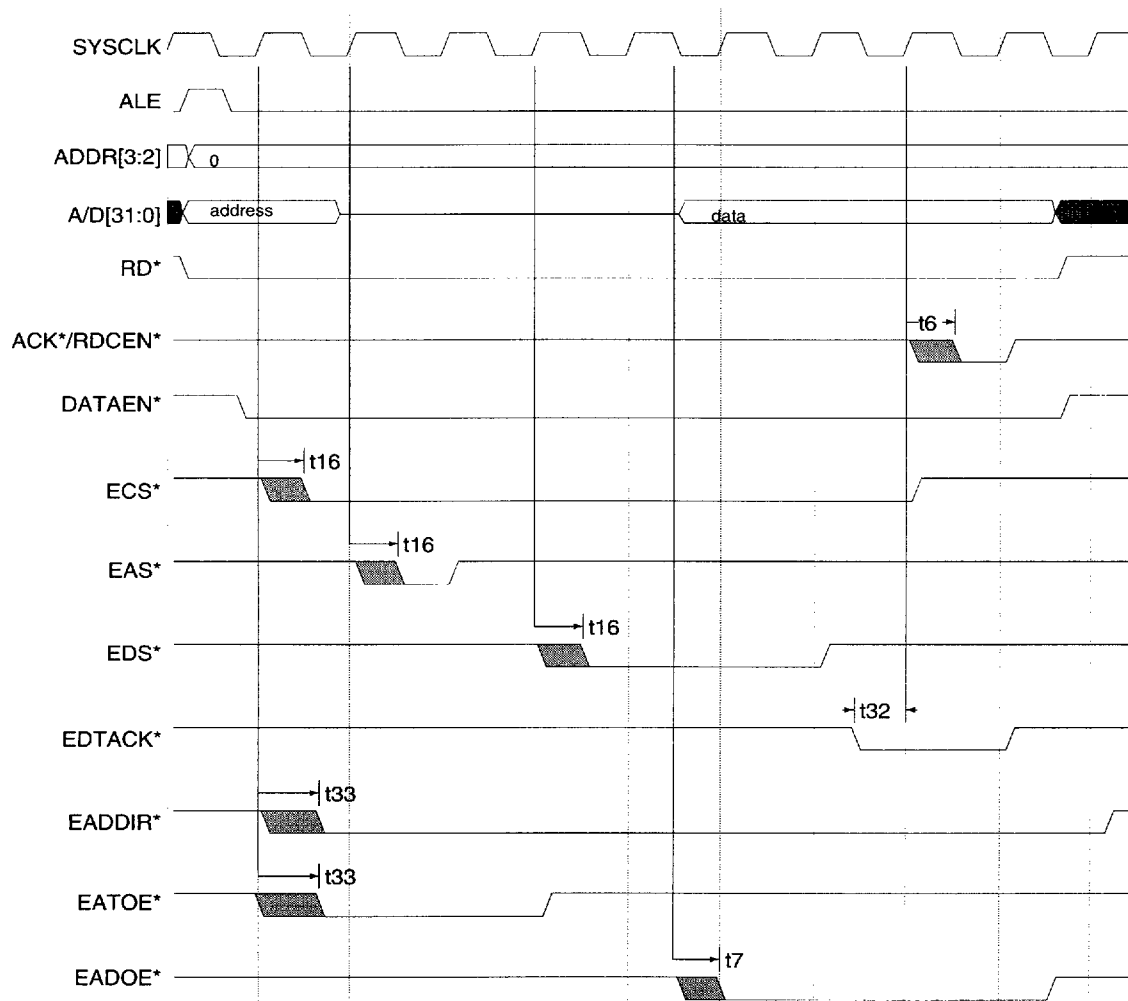 SYSCLK
ALE
ADDR[3:2] 0
A/D[31:0] address data
RD*
t6
ACK*/RDCEN*
DATAEN*
t16
ECS*
t16
EAS*
t16
EDS*
t32
EDTACK*
t33
EADDIR*
t33
EATOE*
t7
EADOE*